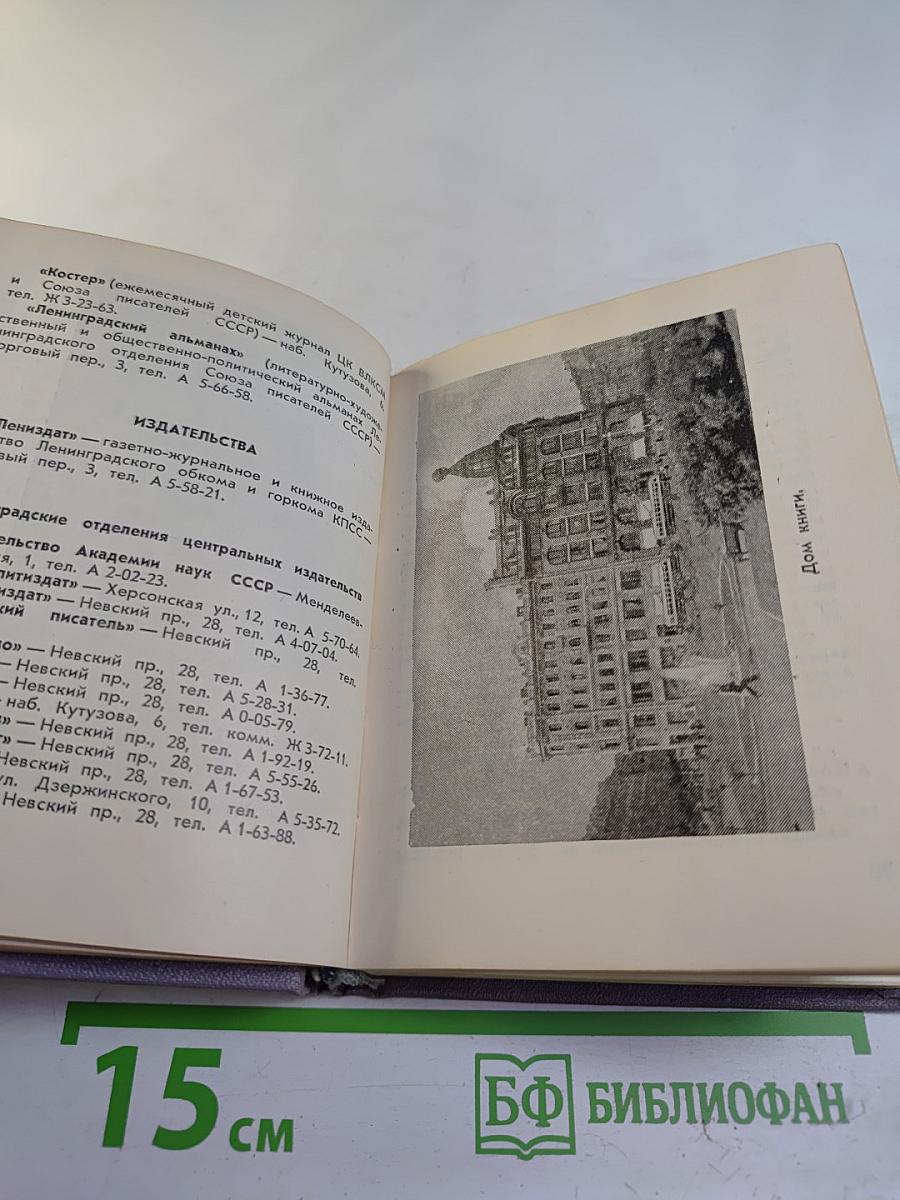 «Костер» (ежемесячный детский журнал ЦК ВЛКСМ
и Союза писателей СССР) — наб. Кутузова, 6,
тел. Ж 3-23-63.
«Ленинградский альманах» (литературно-художе-
ственный и общественно-политический альманах Ле-
нинградского отделения Союза писателей СССР) —
орговый пер., 3, тел. А 5-66-58.
ИЗДАТЕЛЬСТВА
Лениздат» — газетно-журнальное и книжное изда-
тво Ленинградского обкома и горкома КПСС —
овый пер., 3, тел. А 5-58-21.
градские отделения центральных издательств
ельство Академии наук СССР — Менделеев-
я, 1, тел. А 2-02-23.
литиздат» — Херсонская ул., 12, тел. А 5-70-64.
издат» — Невский пр., 28, тел. А 4-07-04.
кий писатель» — Невский пр., 28, тел.
о» — Невский пр., 28, тел. А 1-36-77.
— Невский пр., 28, тел. А 5-28-31.
— Невский пр., 28, тел. А 0-05-79.
наб. Кутузова, 6, тел. комм. Ж 3-72-11.
» — Невский пр., 28, тел. А 1-92-19.
» — Невский пр., 28, тел. А 5-55-26.
Невский пр., 28, тел. А 1-67-53.
ул. Дзержинского, 10, тел. А 5-35-72.
Невский пр., 28, тел. А 1-63-88.
Дом книги.
15 см
БФ БИБЛИОФАН